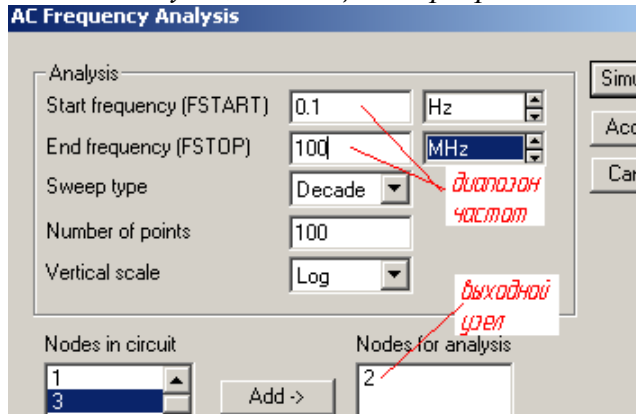 AC Frequency Analysis
Analysis
Start frequency (FSTART) 0.1 Hz
Simu
End frequency (FSTOP) 100 MHz
Acc
Sweep type Decade
Can
диапазон
частот
Number of points 100
Vertical scale Log
выходной
узел
Nodes in circuit
Nodes for analysis
1
3
Add ->
2